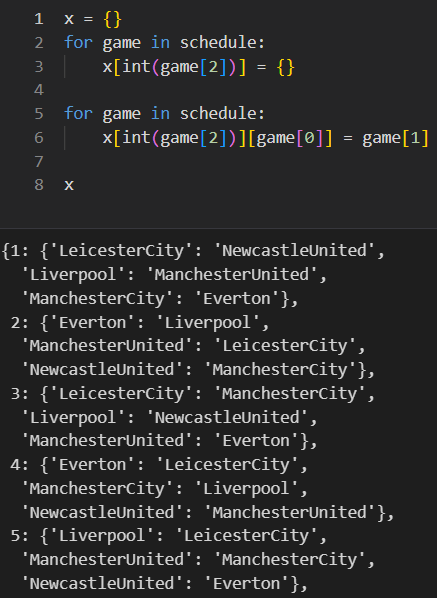 1 x = {}
2 for game in schedule:
3     x[int(game[2])] = {}
4
5 for game in schedule:
6     x[int(game[2])][game[0]] = game[1]
7
8 x
{1: {'LeicesterCity': 'NewcastleUnited',
  'Liverpool': 'ManchesterUnited',
  'ManchesterCity': 'Everton'},
 2: {'Everton': 'Liverpool',
  'ManchesterUnited': 'LeicesterCity',
  'NewcastleUnited': 'ManchesterCity'},
 3: {'LeicesterCity': 'ManchesterCity',
  'Liverpool': 'NewcastleUnited',
  'ManchesterUnited': 'Everton'},
 4: {'Everton': 'LeicesterCity',
  'ManchesterCity': 'Liverpool',
  'NewcastleUnited': 'ManchesterUnited'},
 5: {'Liverpool': 'LeicesterCity',
  'ManchesterUnited': 'ManchesterCity',
  'NewcastleUnited': 'Everton'},